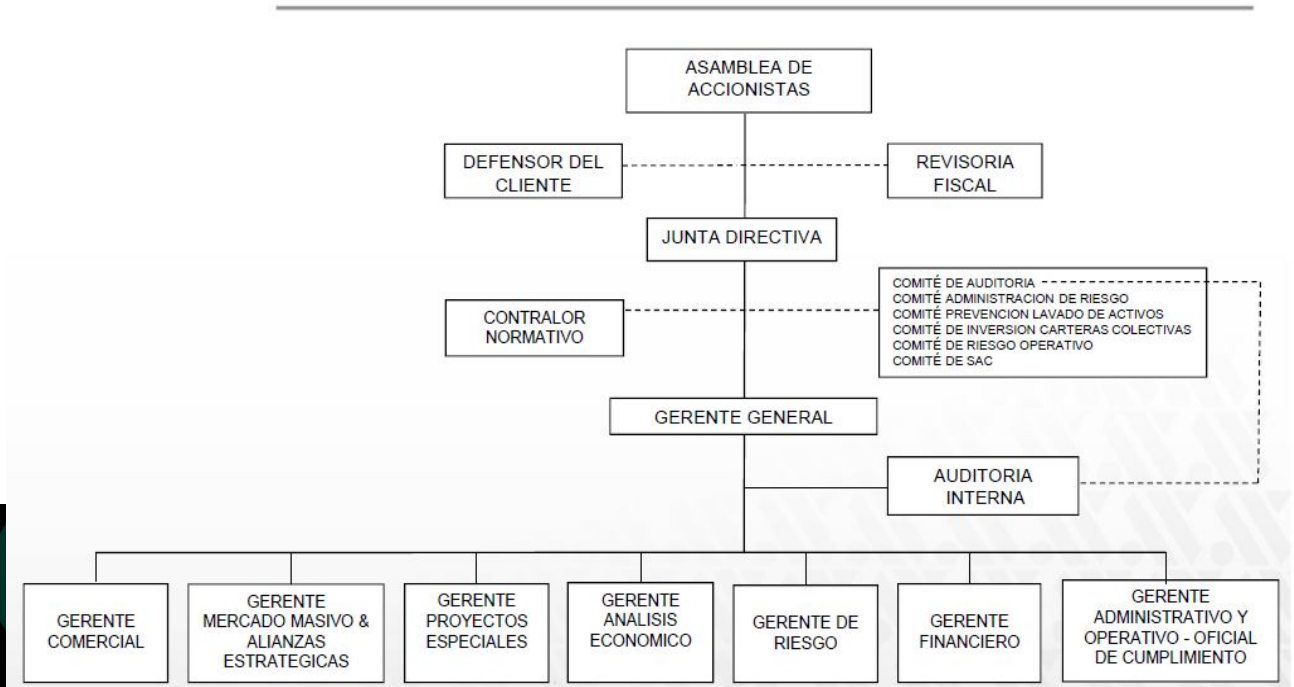 ASAMBLEA DE
ACCIONISTAS
DEFENSOR DEL
CLIENTE
REVISORIA
FISCAL
JUNTA DIRECTIVA
CONTRALOR
NORMATIVO
COMITÉ DE AUDITORIA
COMITÉ ADMINISTRACION DE RIESGO
COMITÉ PREVENCION LAVADO DE ACTIVOS
COMITÉ DE INVERSION CARTERAS COLECTIVAS
COMITÉ DE RIESGO OPERATIVO
COMITÉ DE SAC
GERENTE GENERAL
AUDITORIA
INTERNA
GERENTE
COMERCIAL
GERENTE
MERCADO MASIVO &
ALIANZAS
ESTRATEGICAS
GERENTE
PROYECTOS
ESPECIALES
GERENTE
ANALISIS
ECONOMICO
GERENTE DE
RIESGO
GERENTE
FINANCIERO
GERENTE
ADMINISTRATIVO Y
OPERATIVO - OFICIAL
DE CUMPLIMIENTO